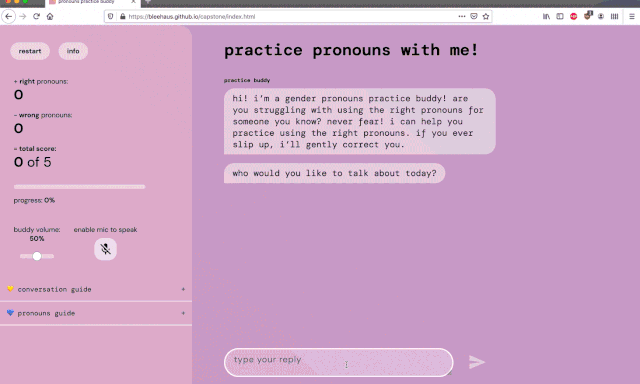 pronouns practice buddy
https://bleehaus.github.io/capstone/index.html
restart
info
+ right pronouns:
0
- wrong pronouns:
0
= total score:
0 of 5
progress: 0%
buddy volume:
50%
enable mic to speak
💛 conversation guide +
💙 pronouns guide +
practice pronouns with me!
practice buddy
hi! i'm a gender pronouns practice buddy! are
you struggling with using the right pronouns for
someone you know? never fear! i can help you
practice using the right pronouns. if you ever
slip up, i'll gently correct you.
who would you like to talk about today?
type your reply